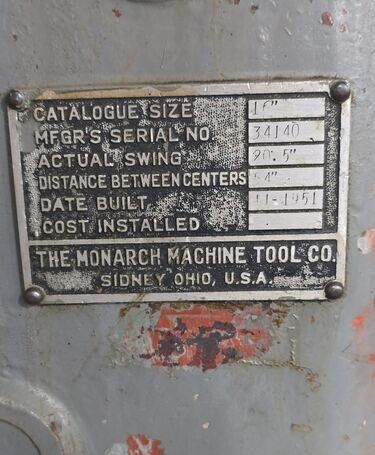 CATALOGUE SIZE 16"
MFGR'S SERIAL NO. 34140
ACTUAL SWING 20.5"
DISTANCE BETWEEN CENTERS 54"
DATE BUILT 11-1951
COST INSTALLED
THE MONARCH MACHINE TOOL CO.
SIDNEY OHIO, U.S.A.